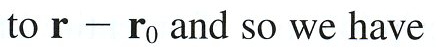 to r − r₀ and so we have